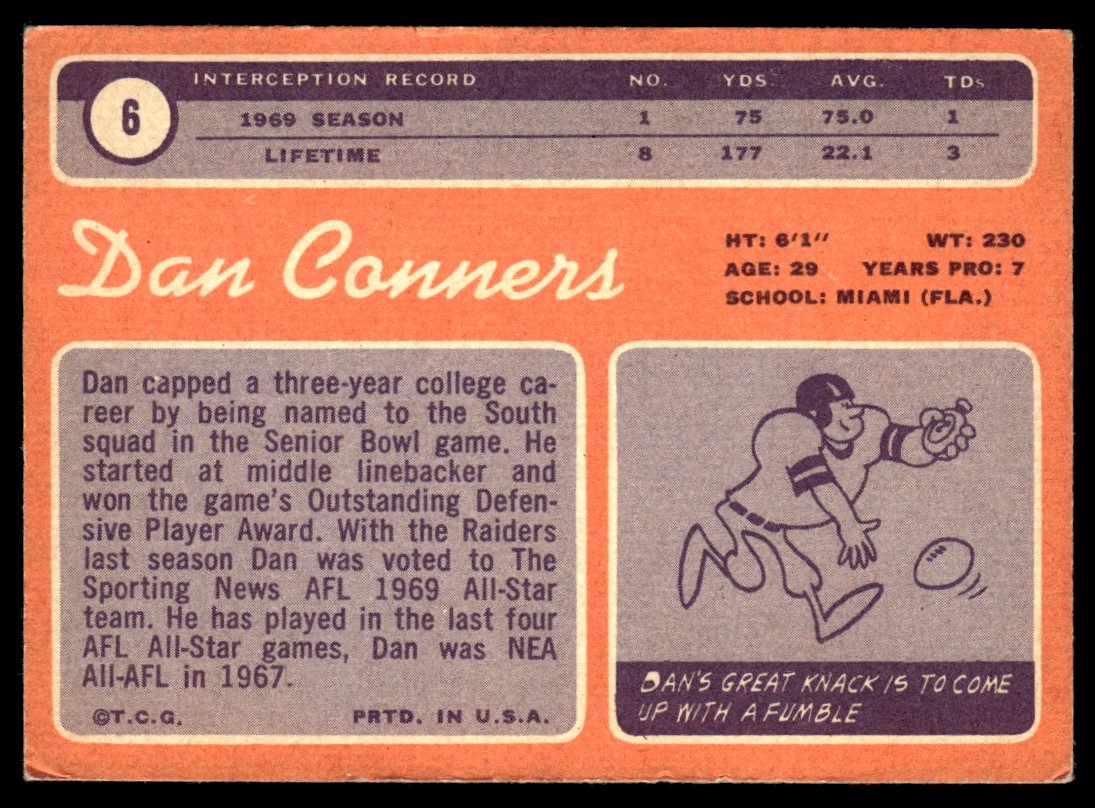 6
INTERCEPTION RECORD NO. YDS. AVG. TDs
1969 SEASON 1 75 75.0 1
LIFETIME 8 177 22.1 3
Dan Conners
HT: 6'1" WT: 230
AGE: 29 YEARS PRO: 7
SCHOOL: MIAMI (FLA.)
Dan capped a three-year college ca-
reer by being named to the South
squad in the Senior Bowl game. He
started at middle linebacker and
won the game's Outstanding Defen-
sive Player Award. With the Raiders
last season Dan was voted to The
Sporting News AFL 1969 All-Star
team. He has played in the last four
AFL All-Star games, Dan was NEA
All-AFL in 1967.
©T.C.G. PRTD. IN U.S.A.
DAN'S GREAT KNACK IS TO COME
UP WITH A FUMBLE